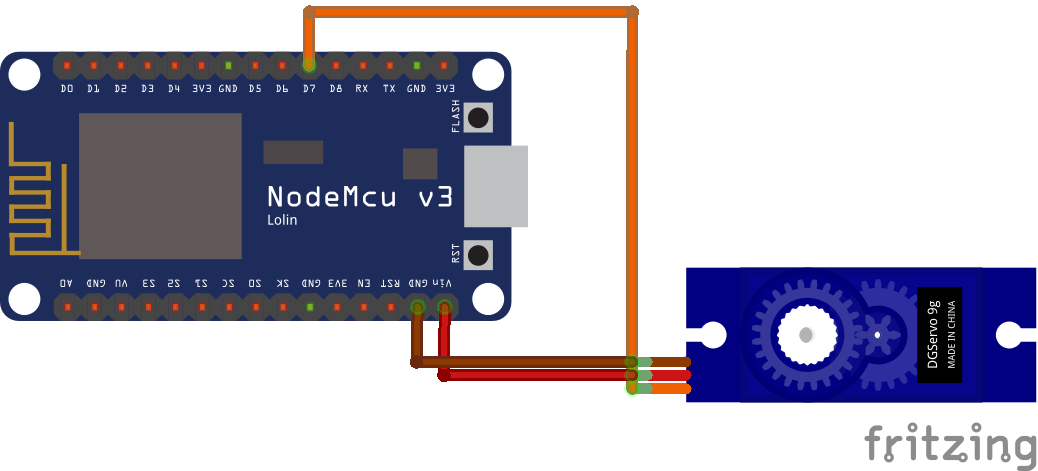 D0 D1 D2 D3 D4 3V3 GND D5 D6 D7 D8 RX TX GND 3V3
FLASH
NodeMcu v3
Lolin
RST
A0 GND VU S3 S2 S1 SC S0 SK GND 3V3 EN RST GND Vin
DGServo 9g
MADE IN CHINA
fritzing